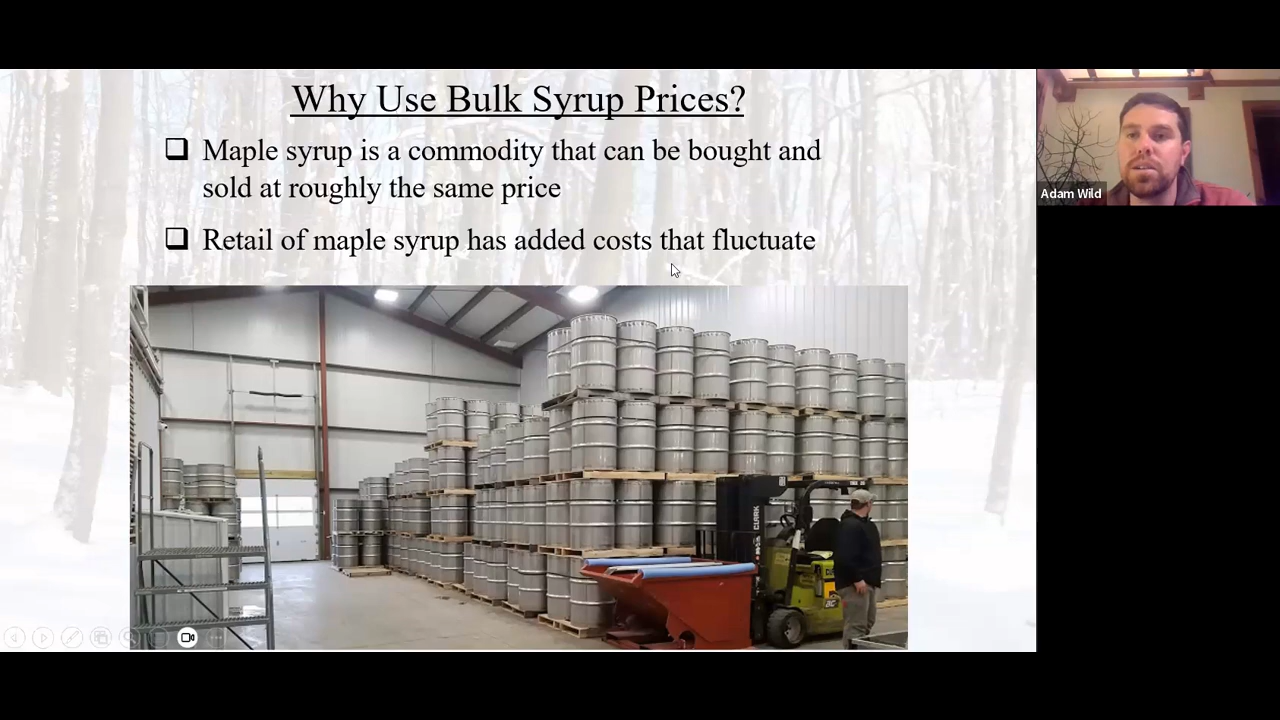 Why Use Bulk Syrup Prices?
Maple syrup is a commodity that can be bought and
sold at roughly the same price
Retail of maple syrup has added costs that fluctuate
Adam Wild
CLARK